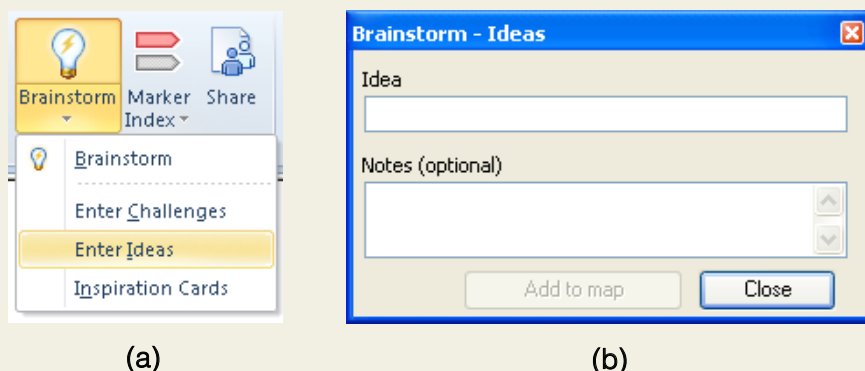 Brainstorm
Marker
Index
Share
Brainstorm
Enter Challenges
Enter Ideas
Inspiration Cards
(a)
Brainstorm - Ideas
Idea
Notes (optional)
Add to map
Close
(b)